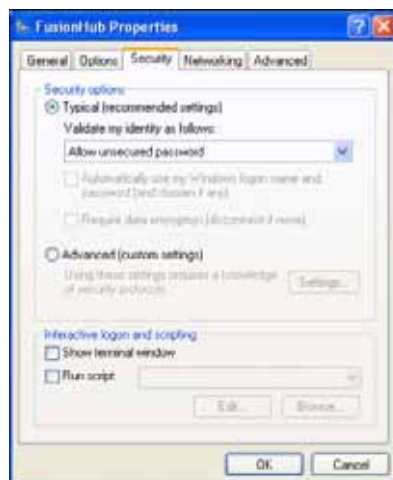 FusionHub Properties
General Options Security Networking Advanced
Security options
Typical (recommended settings)
Validate my identity as follows:
Allow unsecured password
Automatically use my Windows logon name and
password (and domain if any)
Require data encryption (disconnect if none)
Advanced (custom settings)
Using these settings requires a knowledge
of security protocols.
Settings...
Interactive logon and scripting
Show terminal window
Run script:
Edit... Browse...
OK Cancel